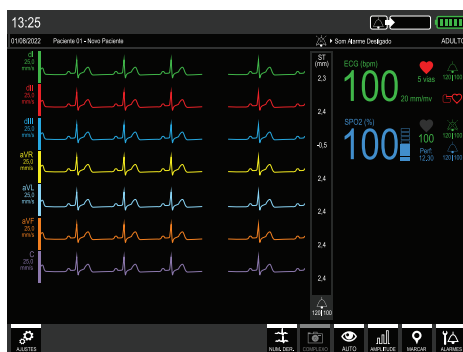 13:25
01/08/2022 Paciente 01 - Novo Paciente Som Alarme Desligado ADULTO
dI
25,0
mm/s
dII
25,0
mm/s
dIII
25,0
mm/s
aVR
25,0
mm/s
aVL
25,0
mm/s
aVF
25,0
mm/s
C
25,0
mm/s
ST
(mm)
2,3
2,4
-0,5
2,4
2,4
2,4
2,4
120|100
ECG (bpm)
100
5 vias
20 mm/mv
120|100
SPO2 (%)
100
100
Perf.
12,30
120|100
AJUSTES
NUM. DER.
COMPLEXO
AUTO
AMPLITUDE
MARCAR
ALARMES